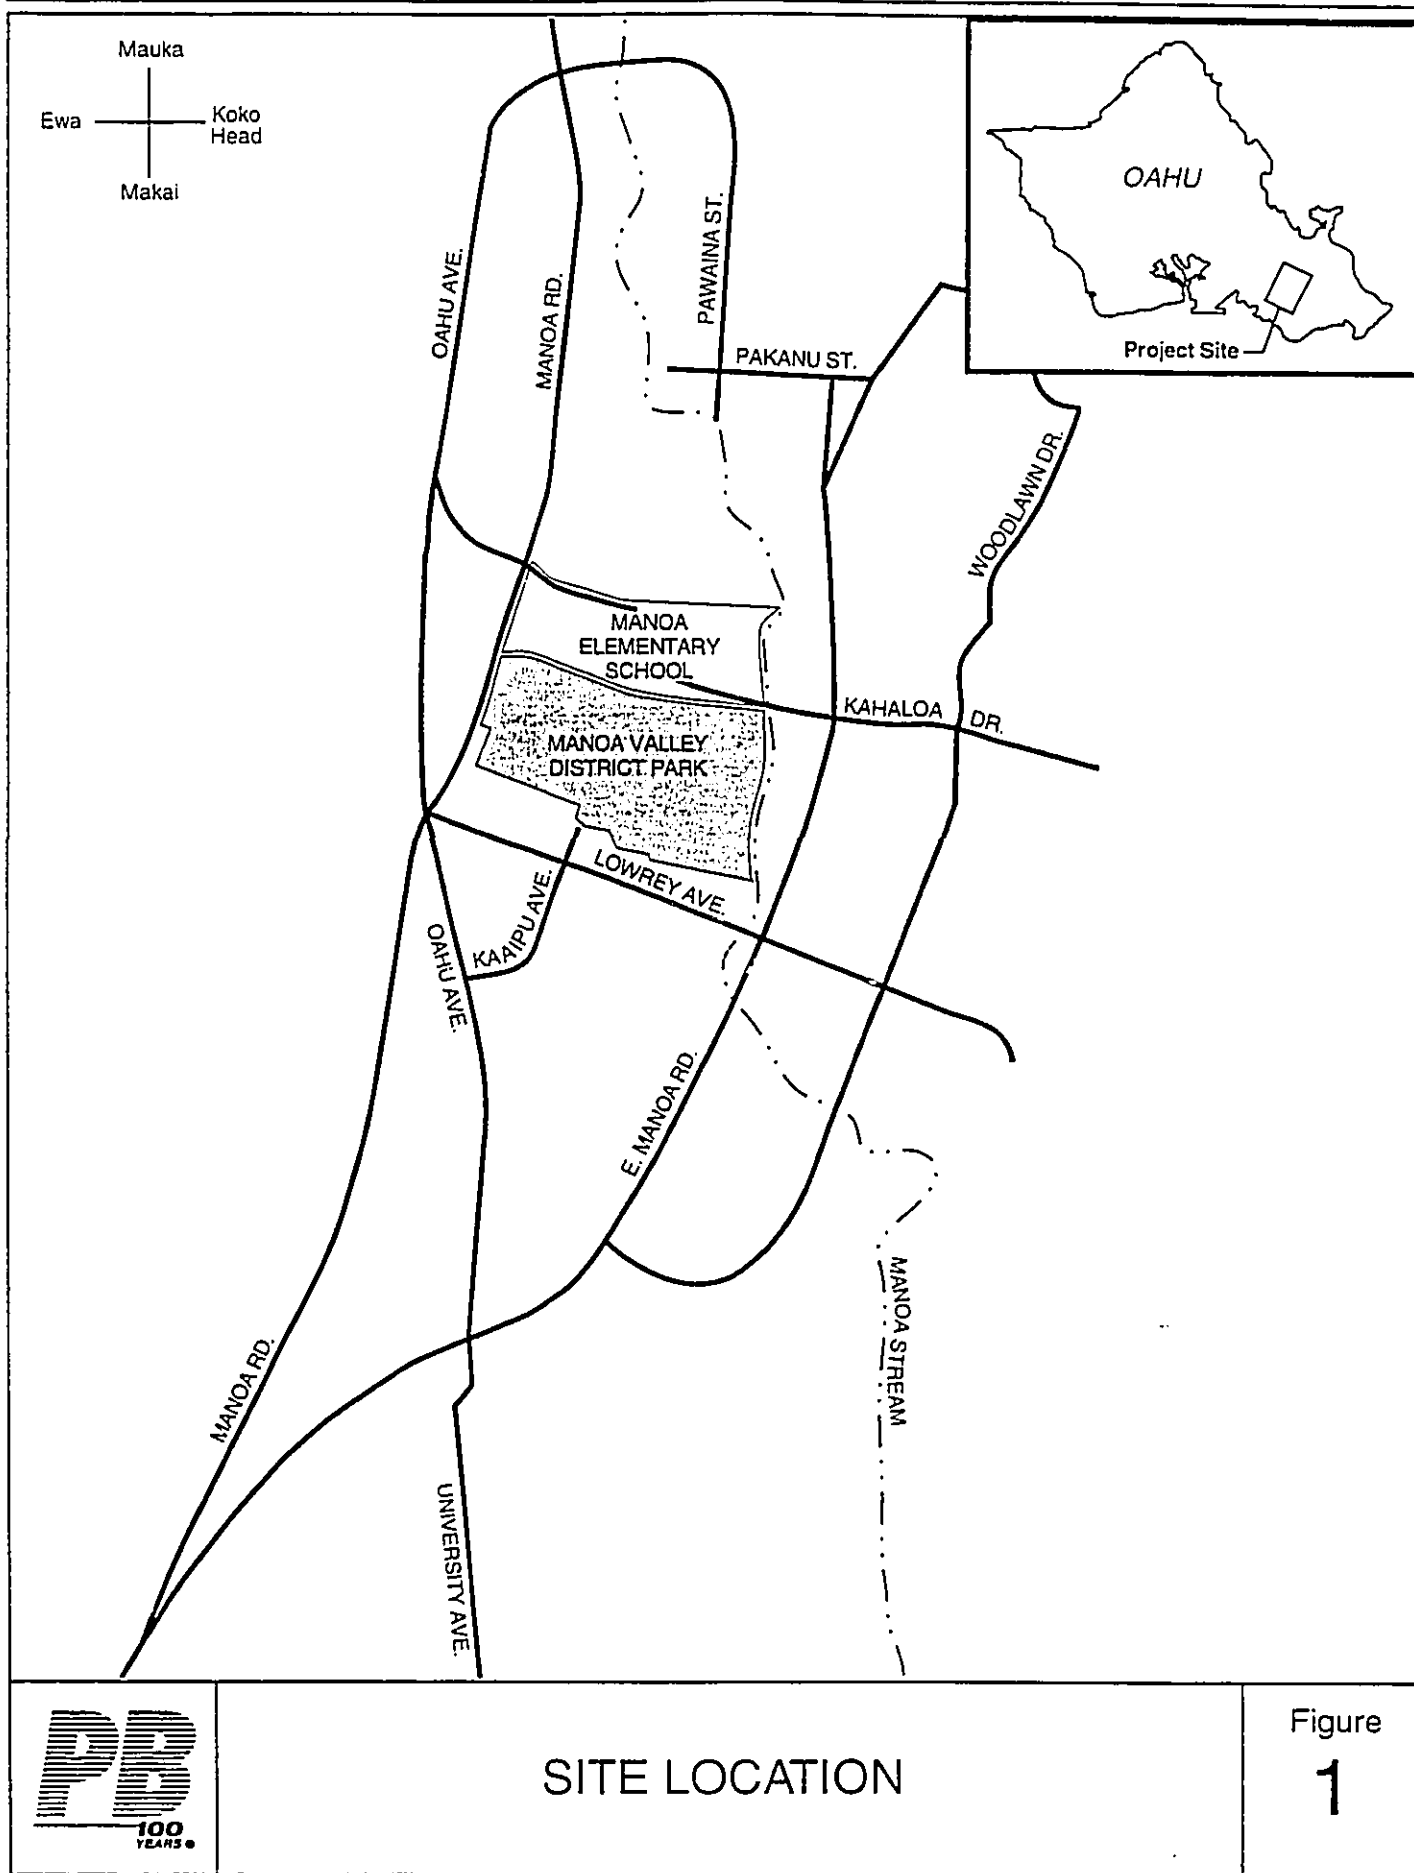 Mauka
Ewa
Koko
Head
Makai
OAHU
Project Site
OAHU AVE.
MANOA RD.
PAWAINA ST.
PAKANU ST.
WOODLAWN DR.
MANOA
ELEMENTARY
SCHOOL
KAHALOA DR.
MANOA VALLEY
DISTRICT PARK
LOWREY AVE.
KAAIPU AVE.
OAHU AVE.
E. MANOA RD.
MANOA STREAM
MANOA RD.
UNIVERSITY AVE.
PB
100
YEARS
SITE LOCATION
Figure
1